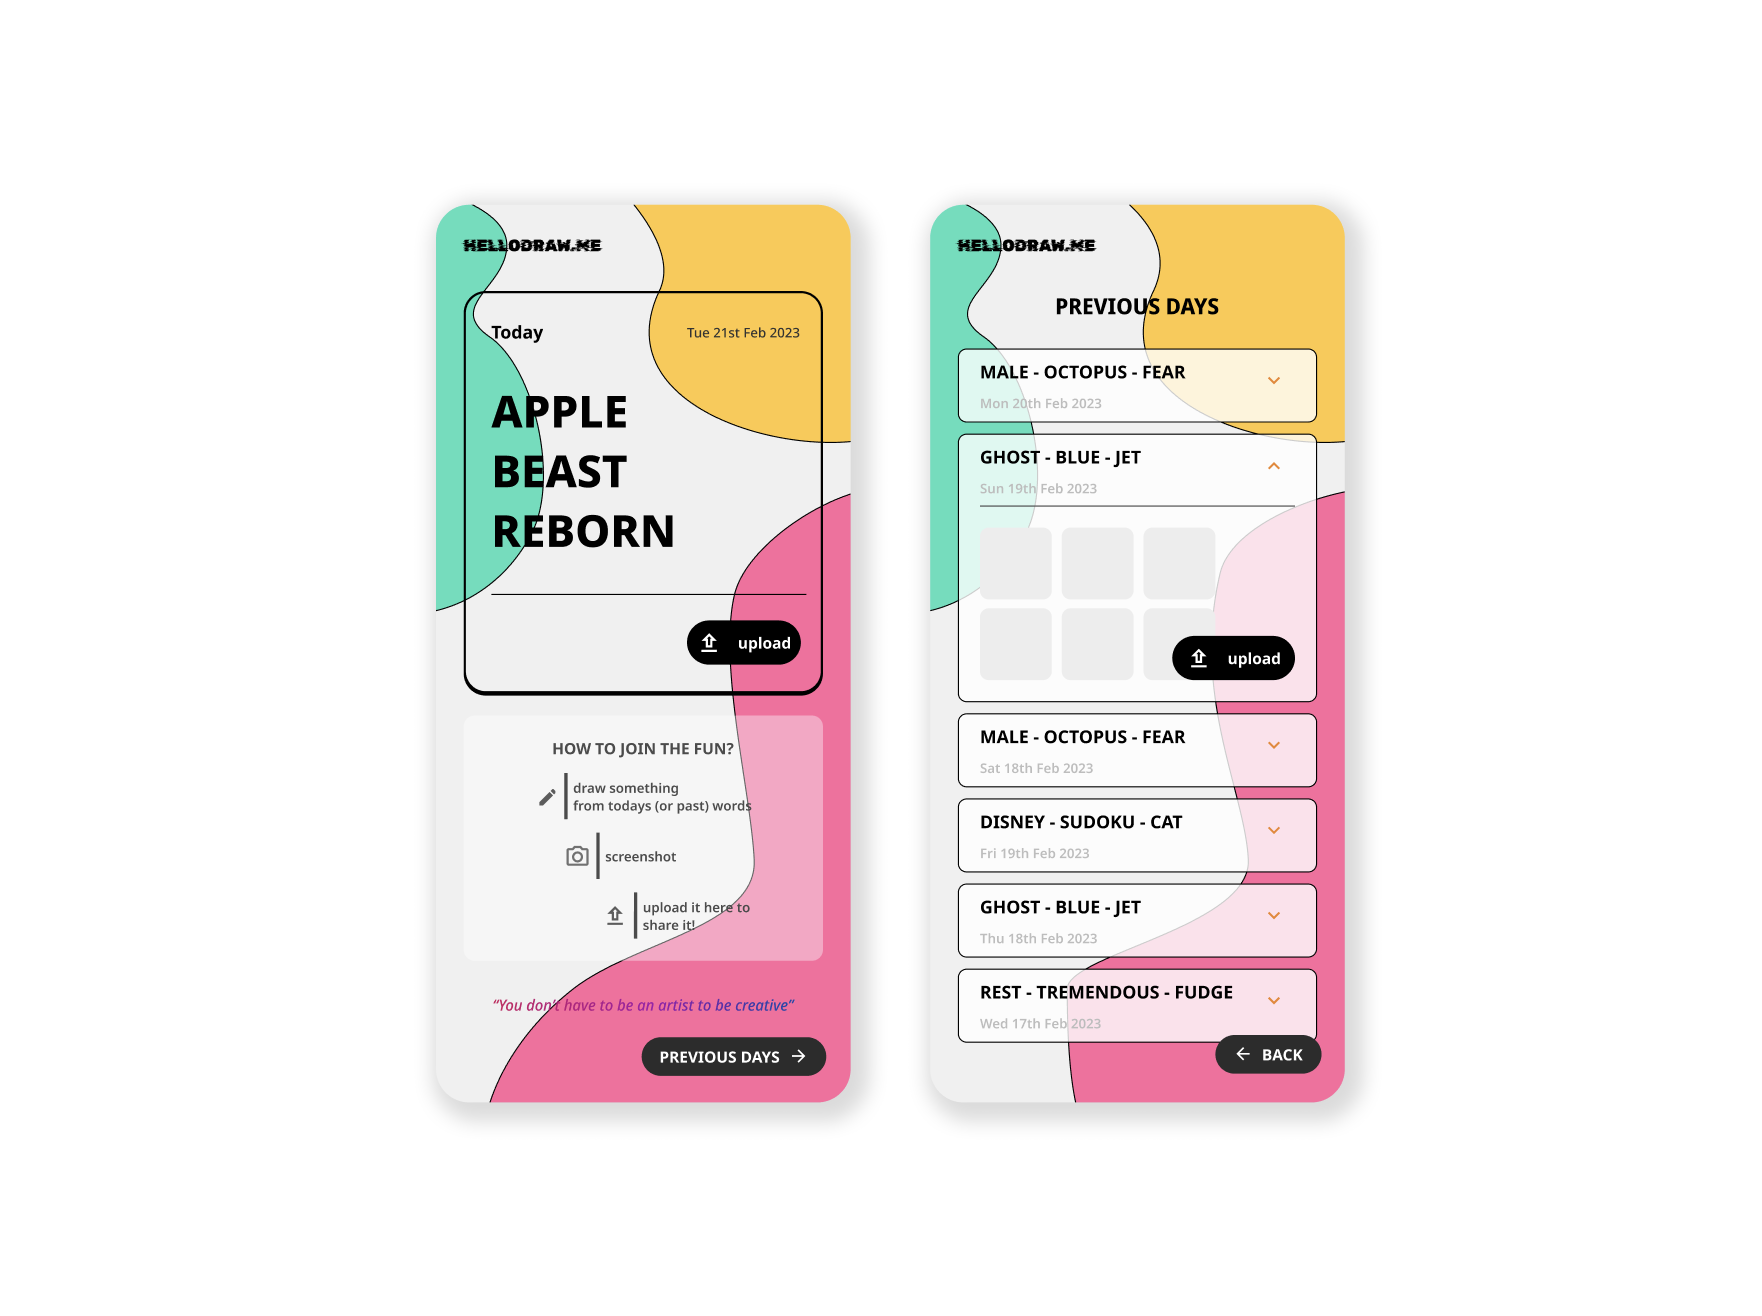 HELLODRAW.ME
Today
Tue 21st Feb 2023
APPLE
BEAST
REBORN
upload
HOW TO JOIN THE FUN?
draw something
from todays (or past) words
screenshot
upload it here to
share it!
“You don’t have to be an artist to be creative”
PREVIOUS DAYS
HELLODRAW.ME
PREVIOUS DAYS
MALE - OCTOPUS - FEAR
Mon 20th Feb 2023
GHOST - BLUE - JET
Sun 19th Feb 2023
upload
MALE - OCTOPUS - FEAR
Sat 18th Feb 2023
DISNEY - SUDOKU - CAT
Fri 19th Feb 2023
GHOST - BLUE - JET
Thu 18th Feb 2023
REST - TREMENDOUS - FUDGE
Wed 17th Feb 2023
BACK